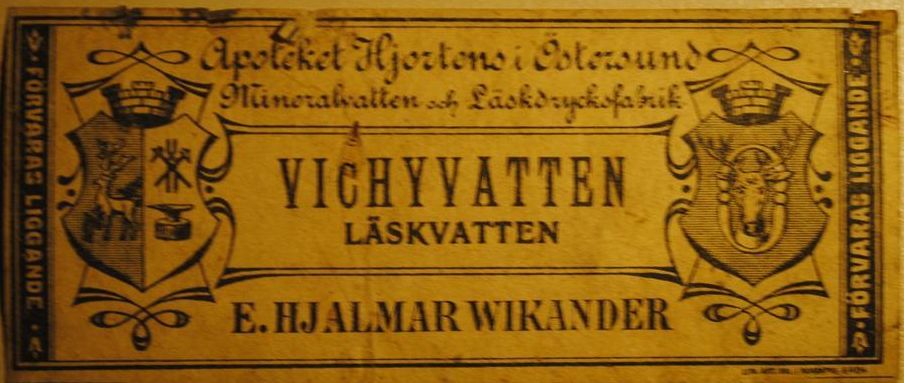 Apoteket Hjortens i Östersund
Mineralvatten och Läskdrycksfabrik
VICHYVATTEN
LÄSKVATTEN
E. HJALMAR WIKANDER
FÖRVARAS LIGGANDE
FÖRVARAS LIGGANDE